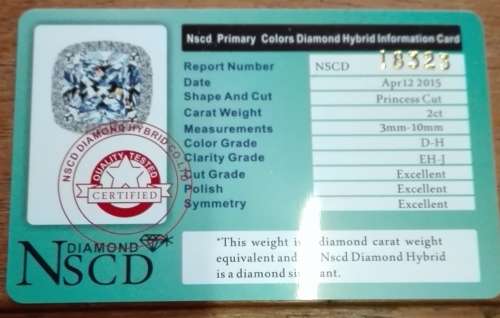 Nscd Primary Colors Diamond Hybrid Information Card
Report Number NSCD 18323
Date Apr12 2015
Shape And Cut Princess Cut
Carat Weight 2ct
Measurements 3mm-10mm
Color Grade D-H
Clarity Grade EH-J
Cut Grade Excellent
Polish Excellent
Symmetry Excellent
NSCD DIAMOND HYBRID CO.LTD
QUALITY TESTED
CERTIFIED
DIAMOND
NSCD
"This weight is diamond carat weight
equivalent and Nscd Diamond Hybrid
is a diamond